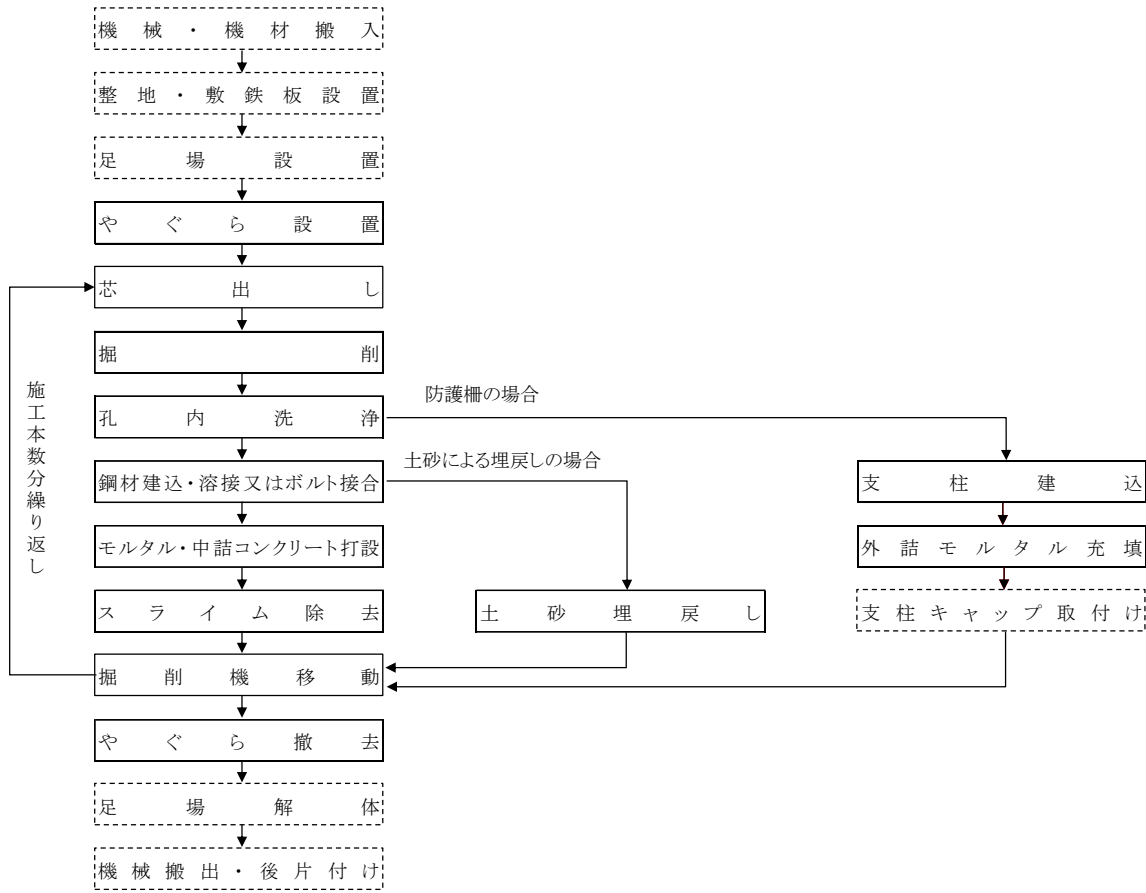 機械・機材搬入
整地・敷鉄板設置
足場設置
やぐら設置
芯出し
掘削
防護柵の場合
孔内洗浄
土砂による埋戻しの場合
鋼材建込・溶接又はボルト接合
支柱建込
モルタル・中詰コンクリート打設
外詰モルタル充填
スライム除去
土砂埋戻し
支柱キャップ取付け
施工本数分繰り返し
掘削機移動
やぐら撤去
足場解体
機械搬出・後片付け